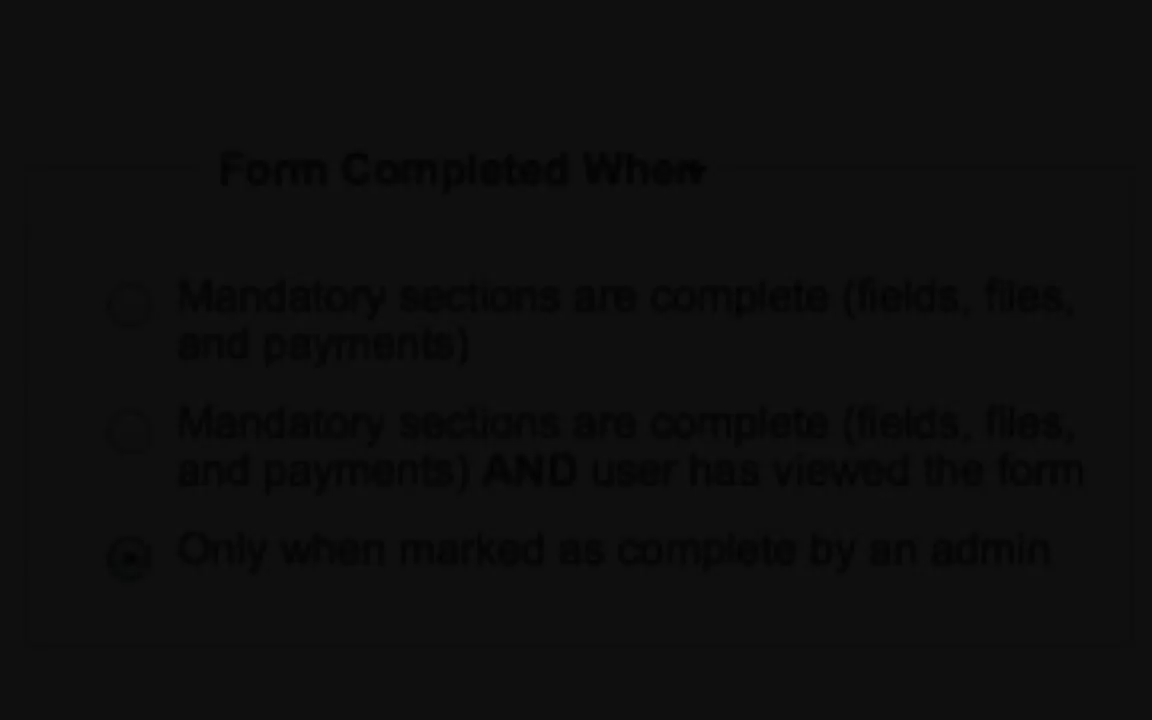 Form Completed When
Mandatory sections are complete (fields, files,
and payments)
Mandatory sections are complete (fields, files,
and payments) AND user has viewed the form
Only when marked as complete by an admin